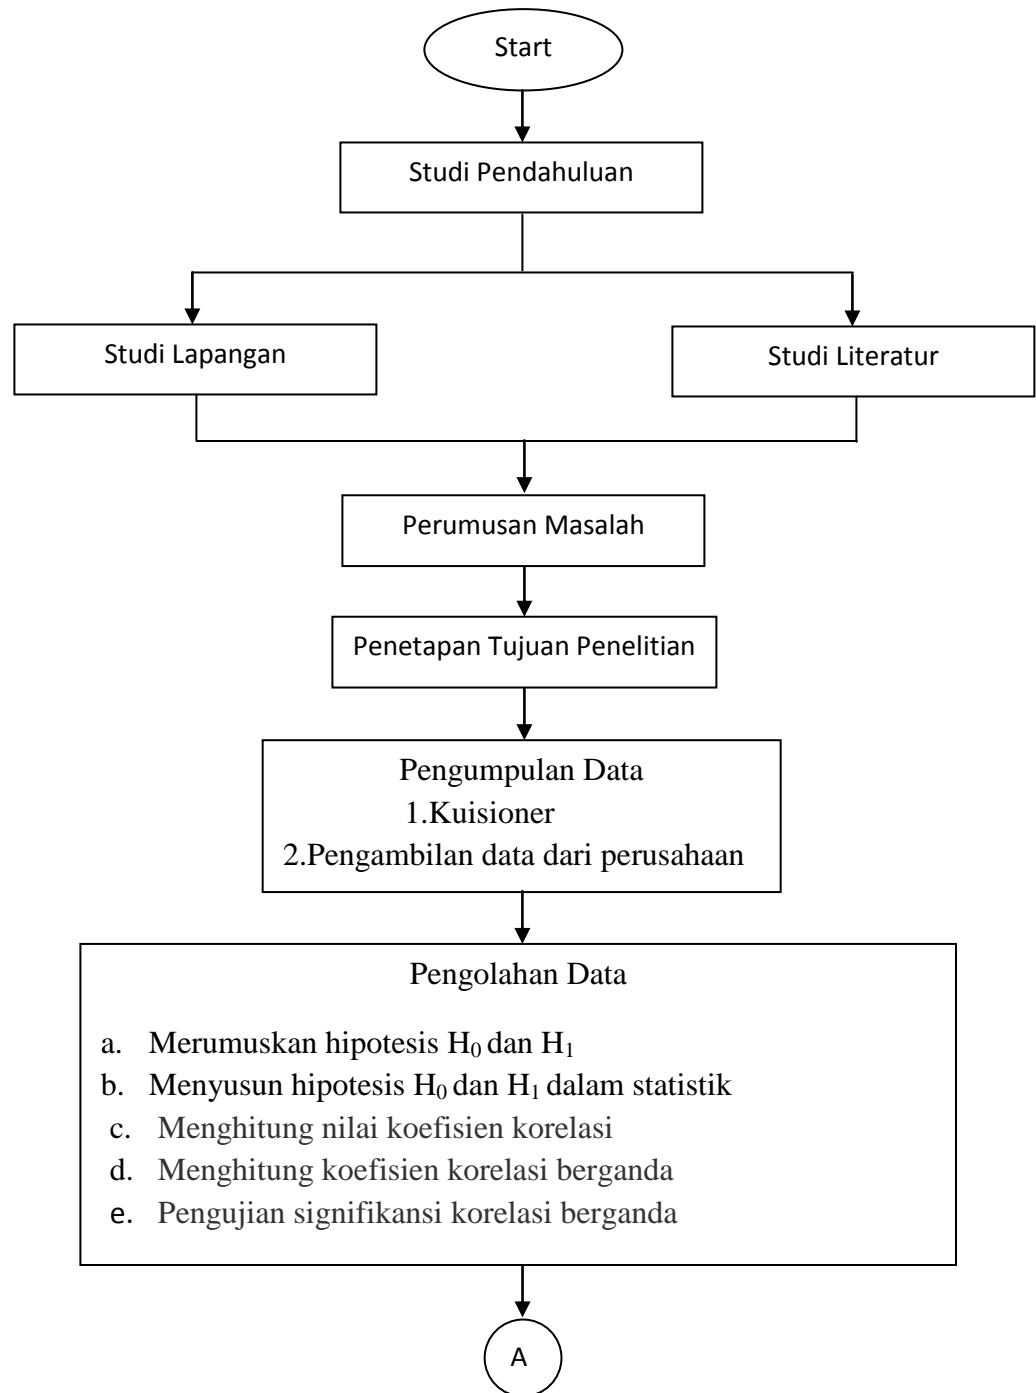 Start
Studi Pendahuluan
Studi Lapangan
Studi Literatur
Perumusan Masalah
Penetapan Tujuan Penelitian
Pengumpulan Data
1.Kuisioner
2.Pengambilan data dari perusahaan
Pengolahan Data
a. Merumuskan hipotesis H₀ dan H₁
b. Menyusun hipotesis H₀ dan H₁ dalam statistik
c. Menghitung nilai koefisien korelasi
d. Menghitung koefisien korelasi berganda
e. Pengujian signifikansi korelasi berganda
A